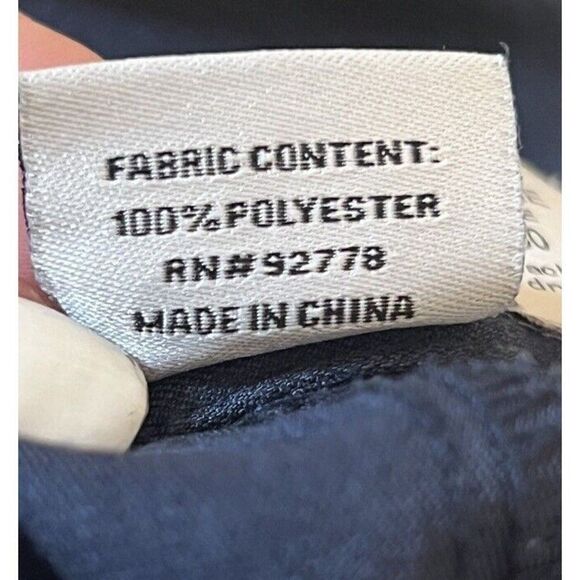 FABRIC CONTENT:
100% POLYESTER
RN# 92778
MADE IN CHINA